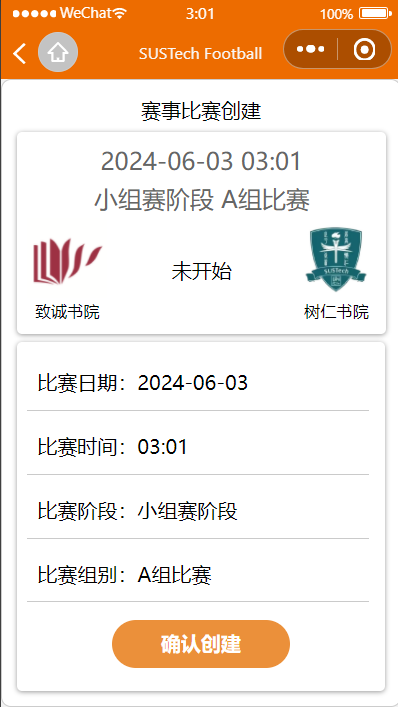 WeChat 3:01 100%
SUSTech Football
赛事比赛创建
2024-06-03 03:01
小组赛阶段 A组比赛
SUSTech
未开始
致诚书院 树仁书院
比赛日期：2024-06-03
比赛时间：03:01
比赛阶段：小组赛阶段
比赛组别：A组比赛
确认创建